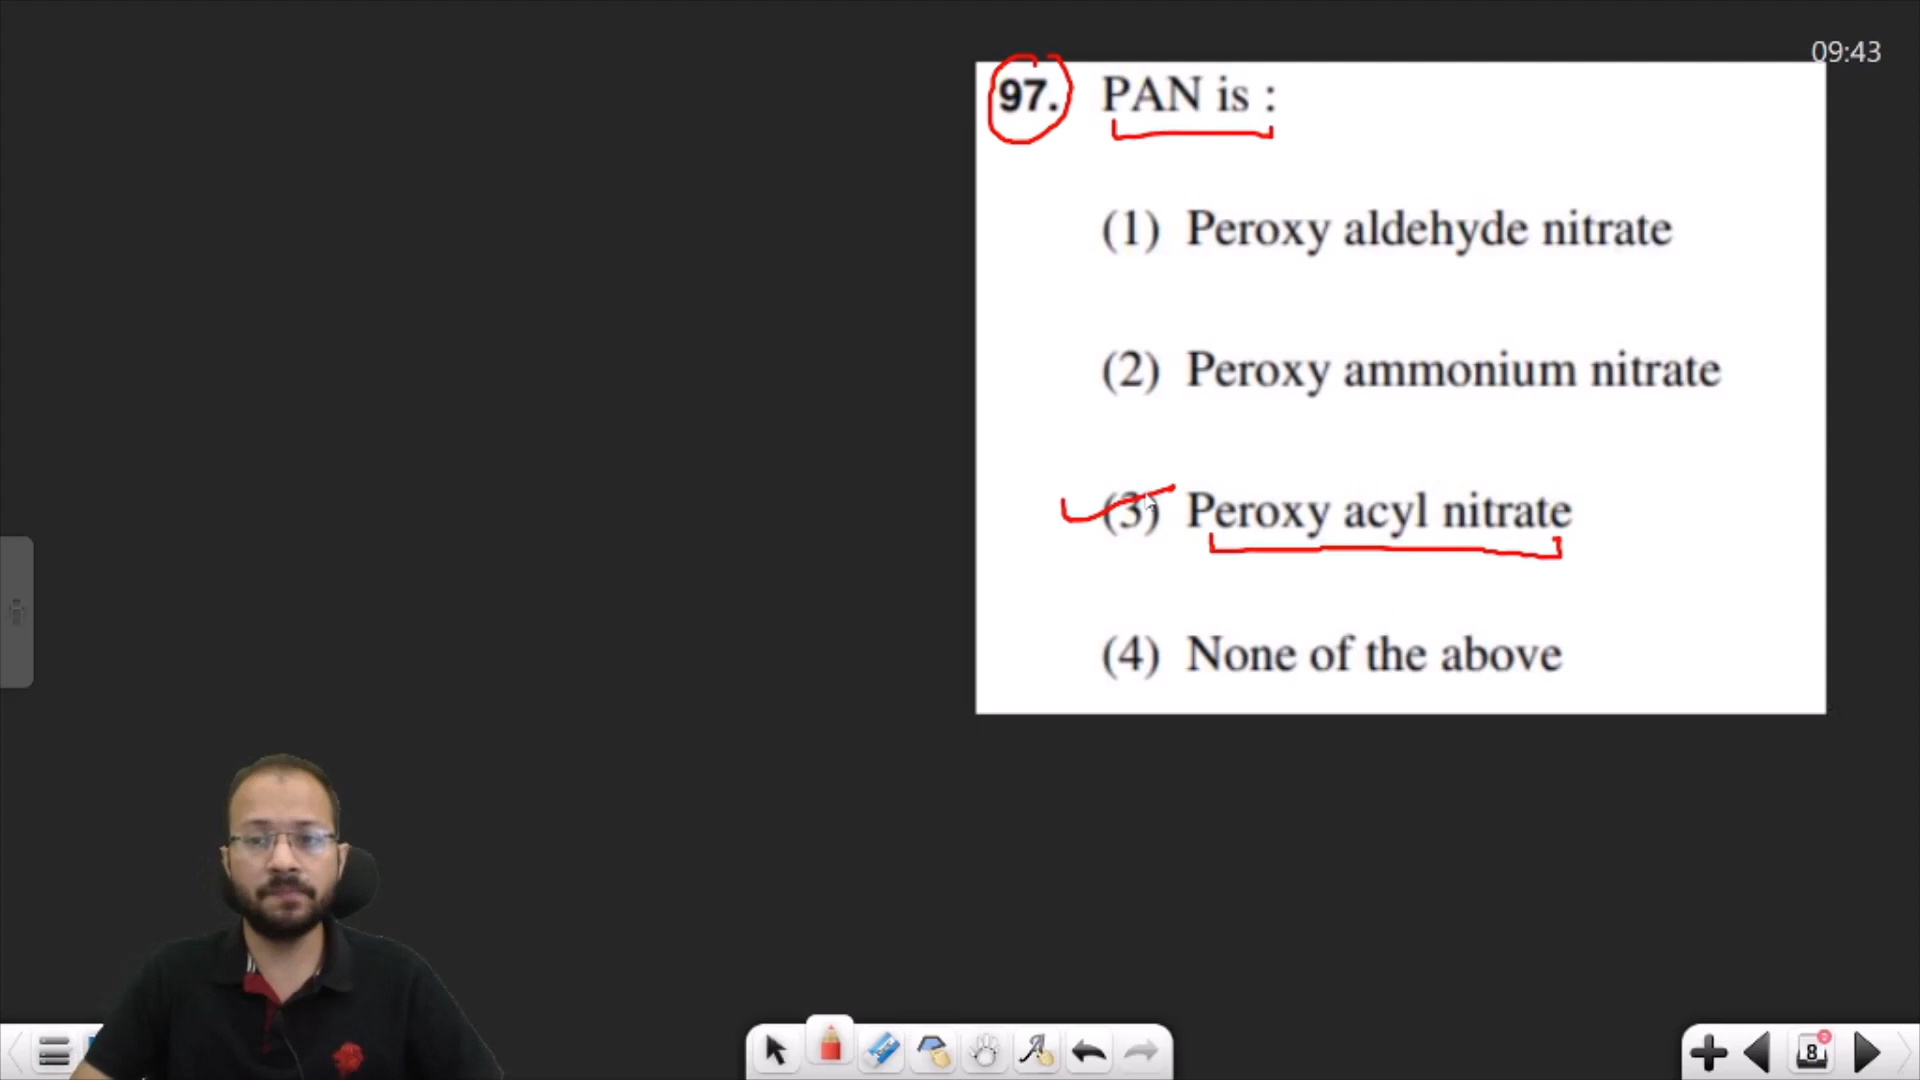 09:43
97. PAN is :
(1) Peroxy aldehyde nitrate
(2) Peroxy ammonium nitrate
(3) Peroxy acyl nitrate
(4) None of the above
8